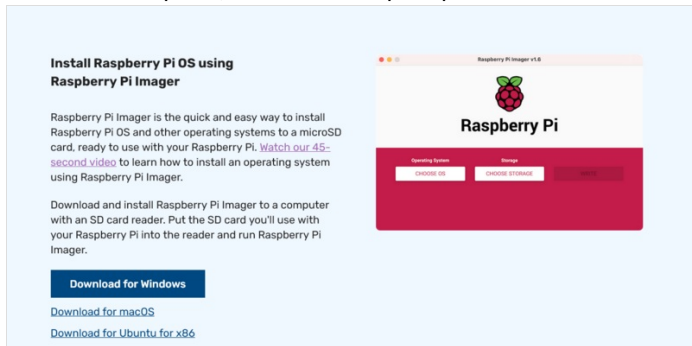 Install Raspberry Pi OS using
Raspberry Pi Imager
Raspberry Pi Imager is the quick and easy way to install
Raspberry Pi OS and other operating systems to a microSD
card, ready to use with your Raspberry Pi. Watch our 45-
second video to learn how to install an operating system
using Raspberry Pi Imager.
Download and install Raspberry Pi Imager to a computer
with an SD card reader. Put the SD card you'll use with
your Raspberry Pi into the reader and run Raspberry Pi
Imager.
Download for Windows
Download for macOS
Download for Ubuntu for x86
Raspberry Pi Imager v1.6
Raspberry Pi
Operating System
Storage
CHOOSE OS
CHOOSE STORAGE